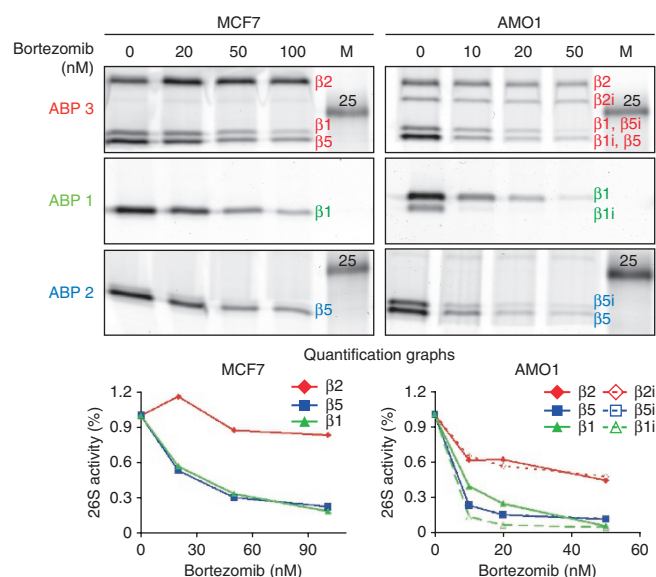 MCF7
AMO1
Bortezomib
(nM)
0 20 50 100 M
0 10 20 50 M
ABP 3
β2
25
β1
β5
β2
β2i
25
β1, β5i
β1i, β5
ABP 1
β1
β1
β1i
ABP 2
25
β5
25
β5i
β5
Quantification graphs
MCF7
26S activity (%)
1.2
0.9
0.6
0.3
0
β2
β5
β1
0 30 60 90
Bortezomib (nM)
AMO1
26S activity (%)
1.2
0.9
0.6
0.3
0
β2 β2i
β5 β5i
β1 β1i
0 20 40 60
Bortezomib (nM)